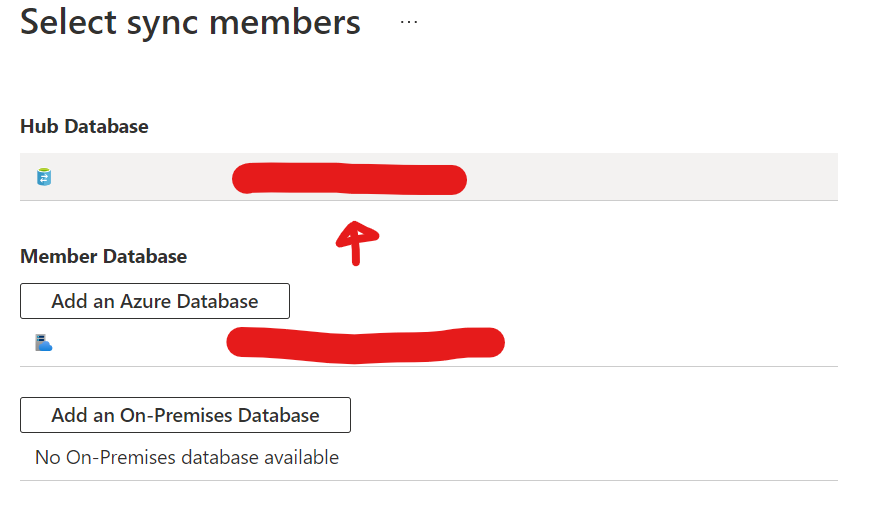 Select sync members ...
Hub Database
Member Database
Add an Azure Database
Add an On-Premises Database
No On-Premises database available